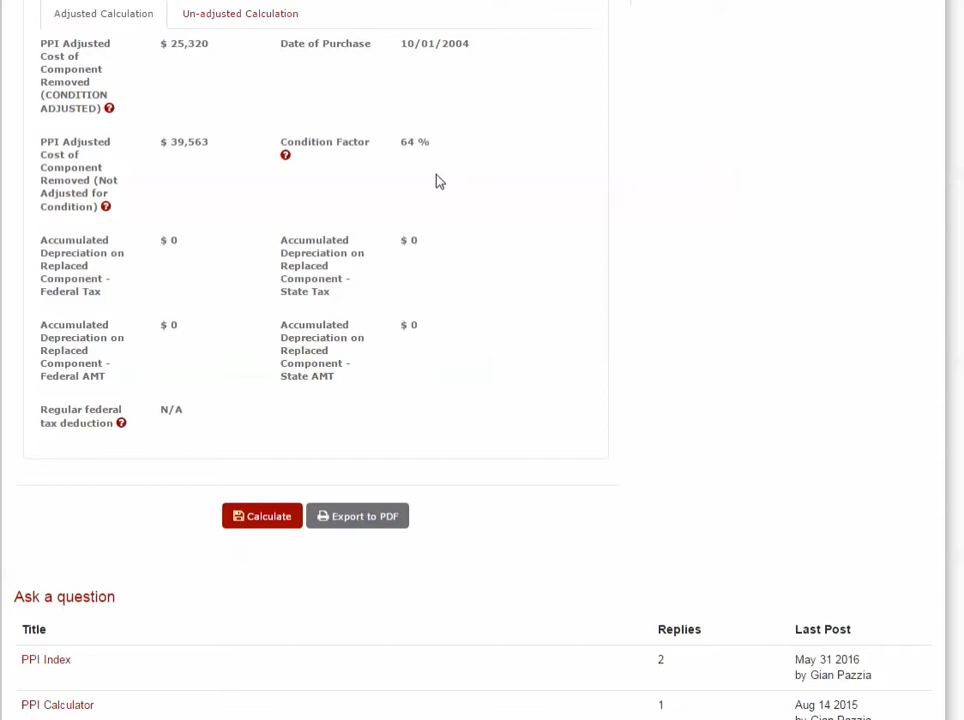 Adjusted Calculation Un-adjusted Calculation
PPI Adjusted
Cost of
Component
Removed
(CONDITION
ADJUSTED) ?
$ 25,320
Date of Purchase
10/01/2004
PPI Adjusted
Cost of
Component
Removed (Not
Adjusted for
Condition) ?
$ 39,563
Condition Factor
?
64 %
Accumulated
Depreciation on
Replaced
Component -
Federal Tax
$ 0
Accumulated
Depreciation on
Replaced
Component -
State Tax
$ 0
Accumulated
Depreciation on
Replaced
Component -
Federal AMT
$ 0
Accumulated
Depreciation on
Replaced
Component -
State AMT
$ 0
Regular federal
tax deduction ?
N/A
Calculate Export to PDF
Ask a question
Title Replies Last Post
PPI Index 2 May 31 2016
by Gian Pazzia
PPI Calculator 1 Aug 14 2015
by Gian Pazzia